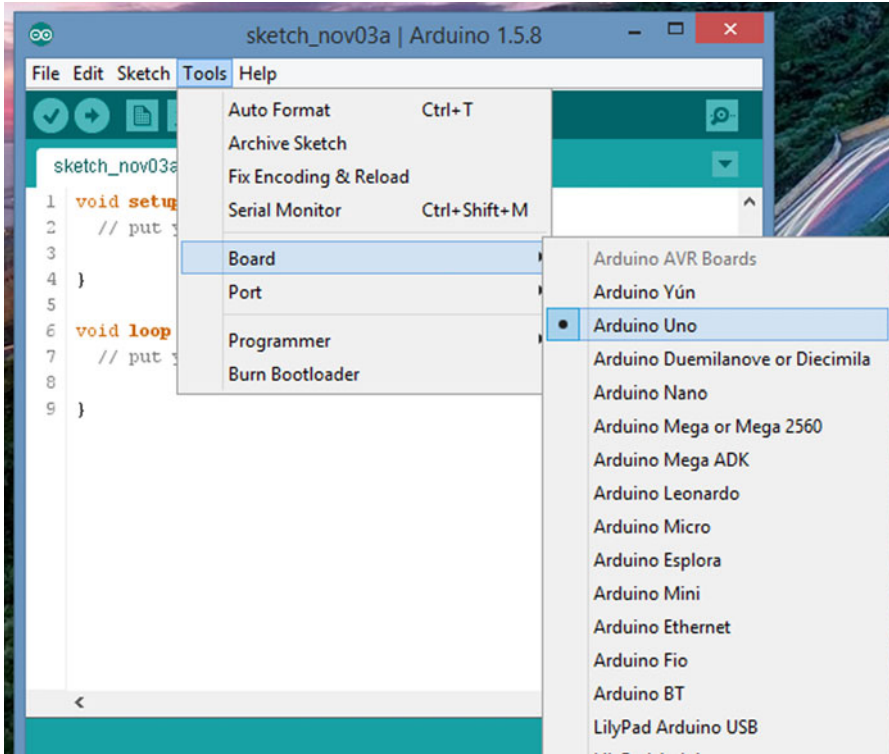 sketch_nov03a | Arduino 1.5.8
File Edit Sketch Tools Help
Auto Format Ctrl+T
Archive Sketch
Fix Encoding & Reload
Serial Monitor Ctrl+Shift+M
Board
Port
Programmer
Burn Bootloader
sketch_nov03a
1 void setup
2 // put
3
4 }
5
6 void loop
7 // put
8
9 }
Arduino AVR Boards
Arduino Yún
Arduino Uno
Arduino Duemilanove or Diecimila
Arduino Nano
Arduino Mega or Mega 2560
Arduino Mega ADK
Arduino Leonardo
Arduino Micro
Arduino Esplora
Arduino Mini
Arduino Ethernet
Arduino Fio
Arduino BT
LilyPad Arduino USB